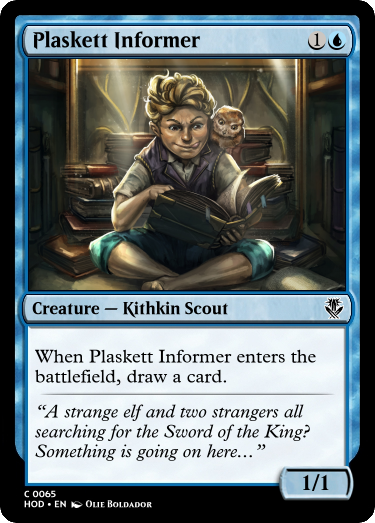 Plaskett Informer 1
Creature — Kithkin Scout
When Plaskett Informer enters the
battlefield, draw a card.
“A strange elf and two strangers all
searching for the Sword of the King?
Something is going on here…”
1/1
C 0065
HOD • EN Olie Boldador